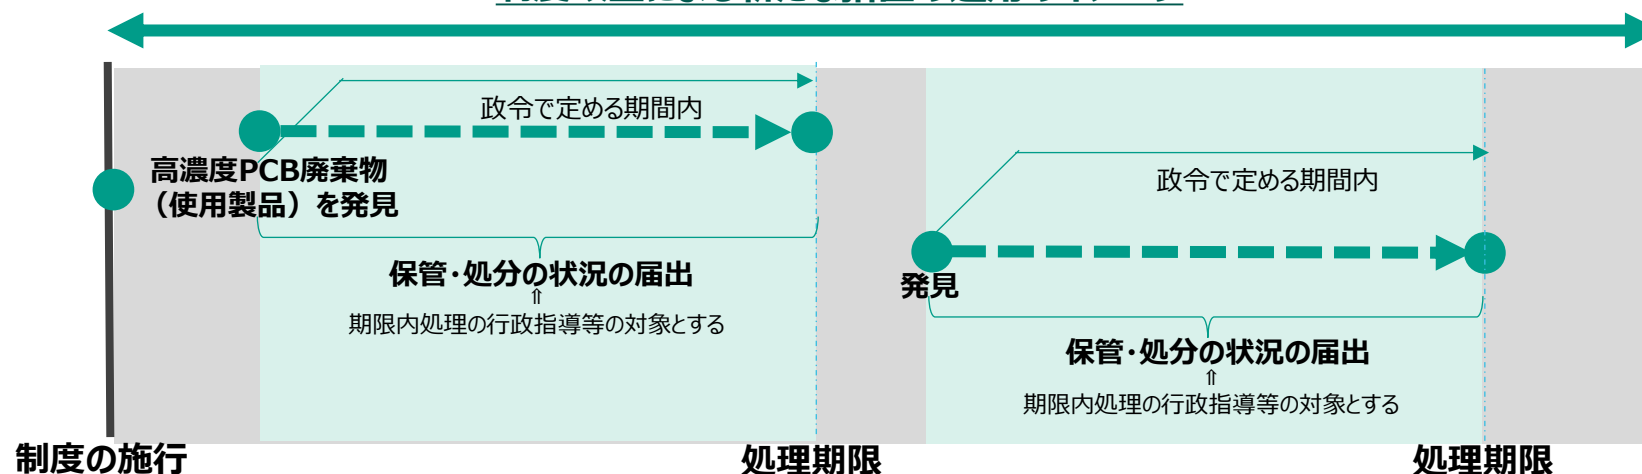 政令で定める期間内
高濃度PCB廃棄物
（使用製品）を発見
保管・処分の状況の届出
⇑
期限内処理の行政指導等の対象とする
政令で定める期間内
発見
保管・処分の状況の届出
⇑
期限内処理の行政指導等の対象とする
制度の施行
処理期限
処理期限